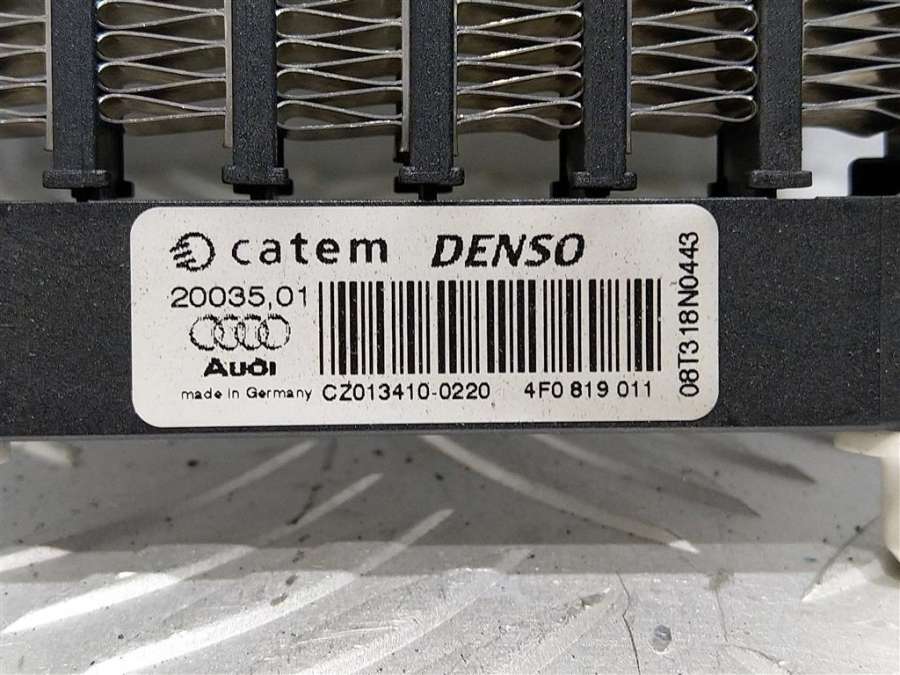 catem DENSO
20035,01
Audi
made in Germany CZ013410-0220 4F0 819 011
08T318N0443